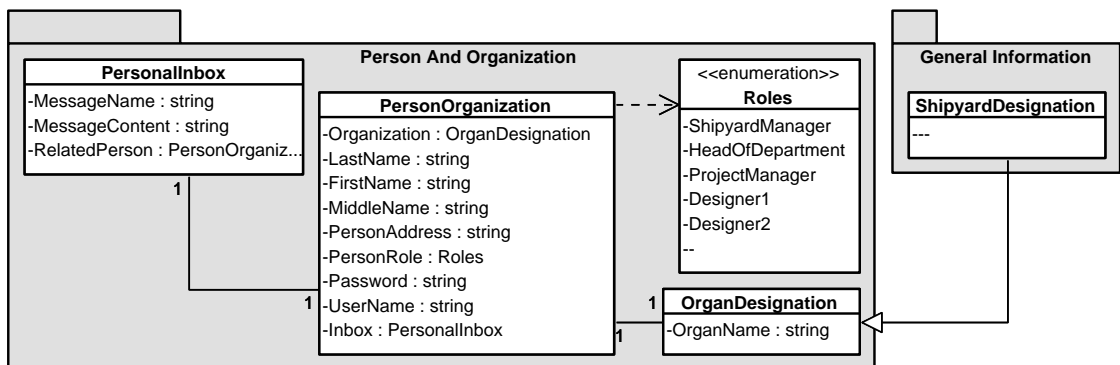 Person And Organization
PersonalInbox
-MessageName : string
-MessageContent : string
-RelatedPerson : PersonOrganiz...
1
1
PersonOrganization
-Organization : OrganDesignation
-LastName : string
-FirstName : string
-MiddleName : string
-PersonAddress : string
-PersonRole : Roles
-Password : string
-UserName : string
-Inbox : PersonalInbox
<<enumeration>>
Roles
-ShipyardManager
-HeadOfDepartment
-ProjectManager
-Designer1
-Designer2
--
1
1
OrganDesignation
-OrganName : string
General Information
ShipyardDesignation
---